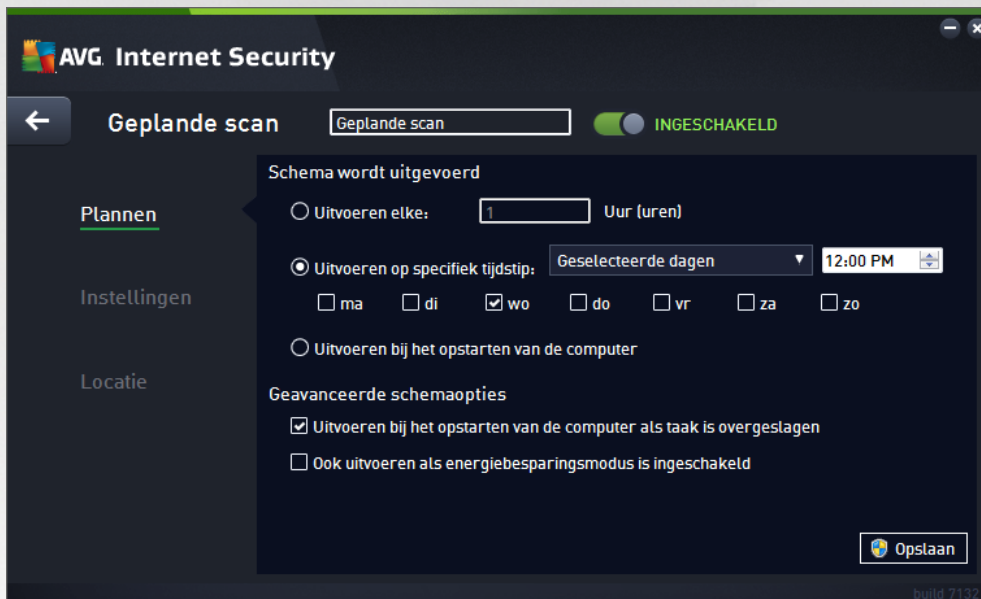 AVG Internet Security
Geplande scan
Geplande scan
INGESCHAKELD
Plannen
Instellingen
Locatie
Schema wordt uitgevoerd
Uitvoeren elke: 1 Uur (uren)
Uitvoeren op specifiek tijdstip: Geselecteerde dagen 12:00 PM
ma di wo do vr za zo
Uitvoeren bij het opstarten van de computer
Geavanceerde schemaopties
Uitvoeren bij het opstarten van de computer als taak is overgeslagen
Ook uitvoeren als energiebesparingsmodus is ingeschakeld
Opslaan
build 7132